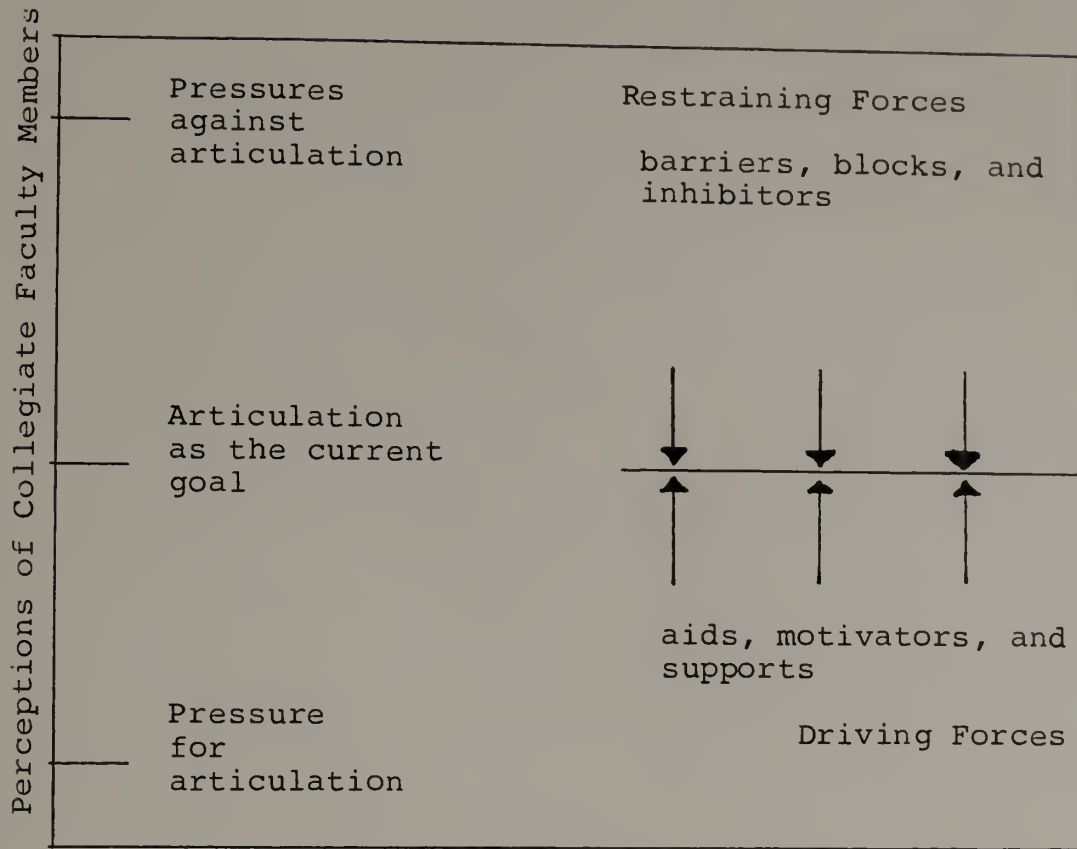 Perceptions of Collegiate Faculty Members
Pressures
against
articulation
Restraining Forces
barriers, blocks, and
inhibitors
Articulation
as the current
goal
aids, motivators, and
supports
Pressure
for
articulation
Driving Forces